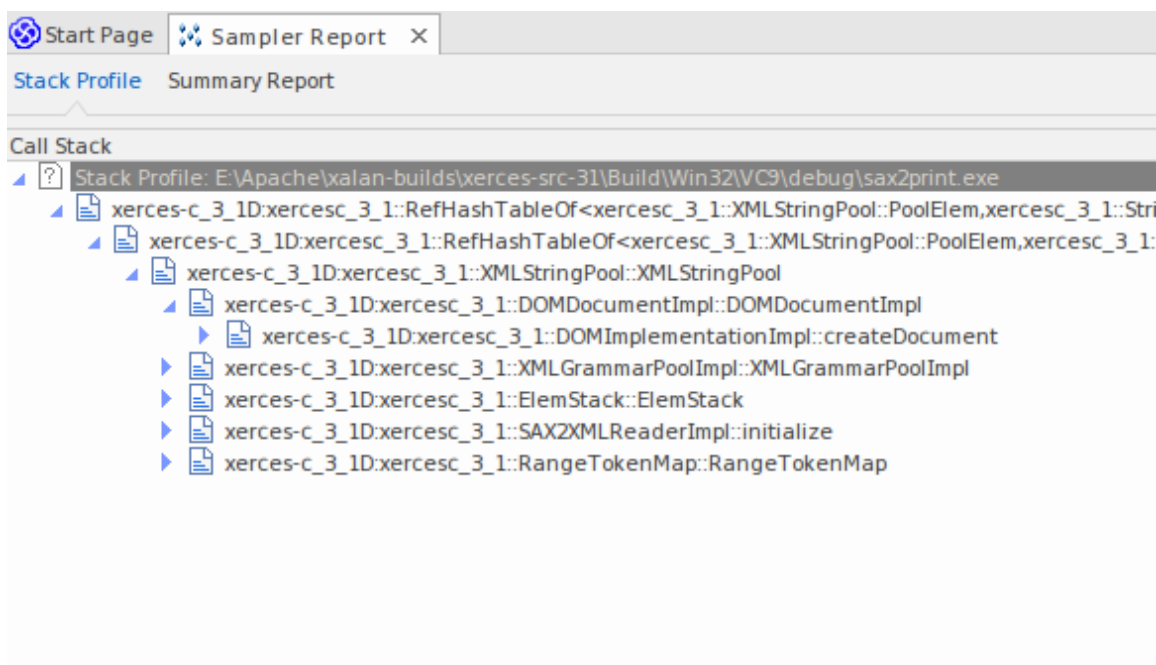 Start Page Sampler Report
Stack Profile Summary Report
Call Stack
Stack Profile: E:\Apache\xalan-builds\xerces-src-31\Build\Win32\VC9\debug\sax2print.exe
xerces-c_3_1D:xercesc_3_1::RefHashTableOf<xercesc_3_1::XMLStringPool::PoolElem,xercesc_3_1::Stri
xerces-c_3_1D:xercesc_3_1::RefHashTableOf<xercesc_3_1::XMLStringPool::PoolElem,xercesc_3_1:
xerces-c_3_1D:xercesc_3_1::XMLStringPool::XMLStringPool
xerces-c_3_1D:xercesc_3_1::DOMDocumentImpl::DOMDocumentImpl
xerces-c_3_1D:xercesc_3_1::DOMImplementationImpl::createDocument
xerces-c_3_1D:xercesc_3_1::XMLGrammarPoolImpl::XMLGrammarPoolImpl
xerces-c_3_1D:xercesc_3_1::ElemStack::ElemStack
xerces-c_3_1D:xercesc_3_1::SAX2XMLReaderImpl::initialize
xerces-c_3_1D:xercesc_3_1::RangeTokenMap::RangeTokenMap